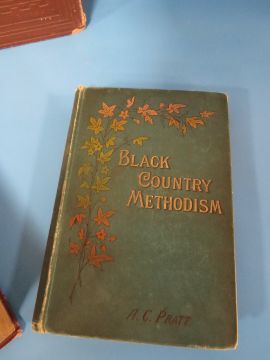 BLACK
COUNTRY
METHODISM
A. C. PRATT